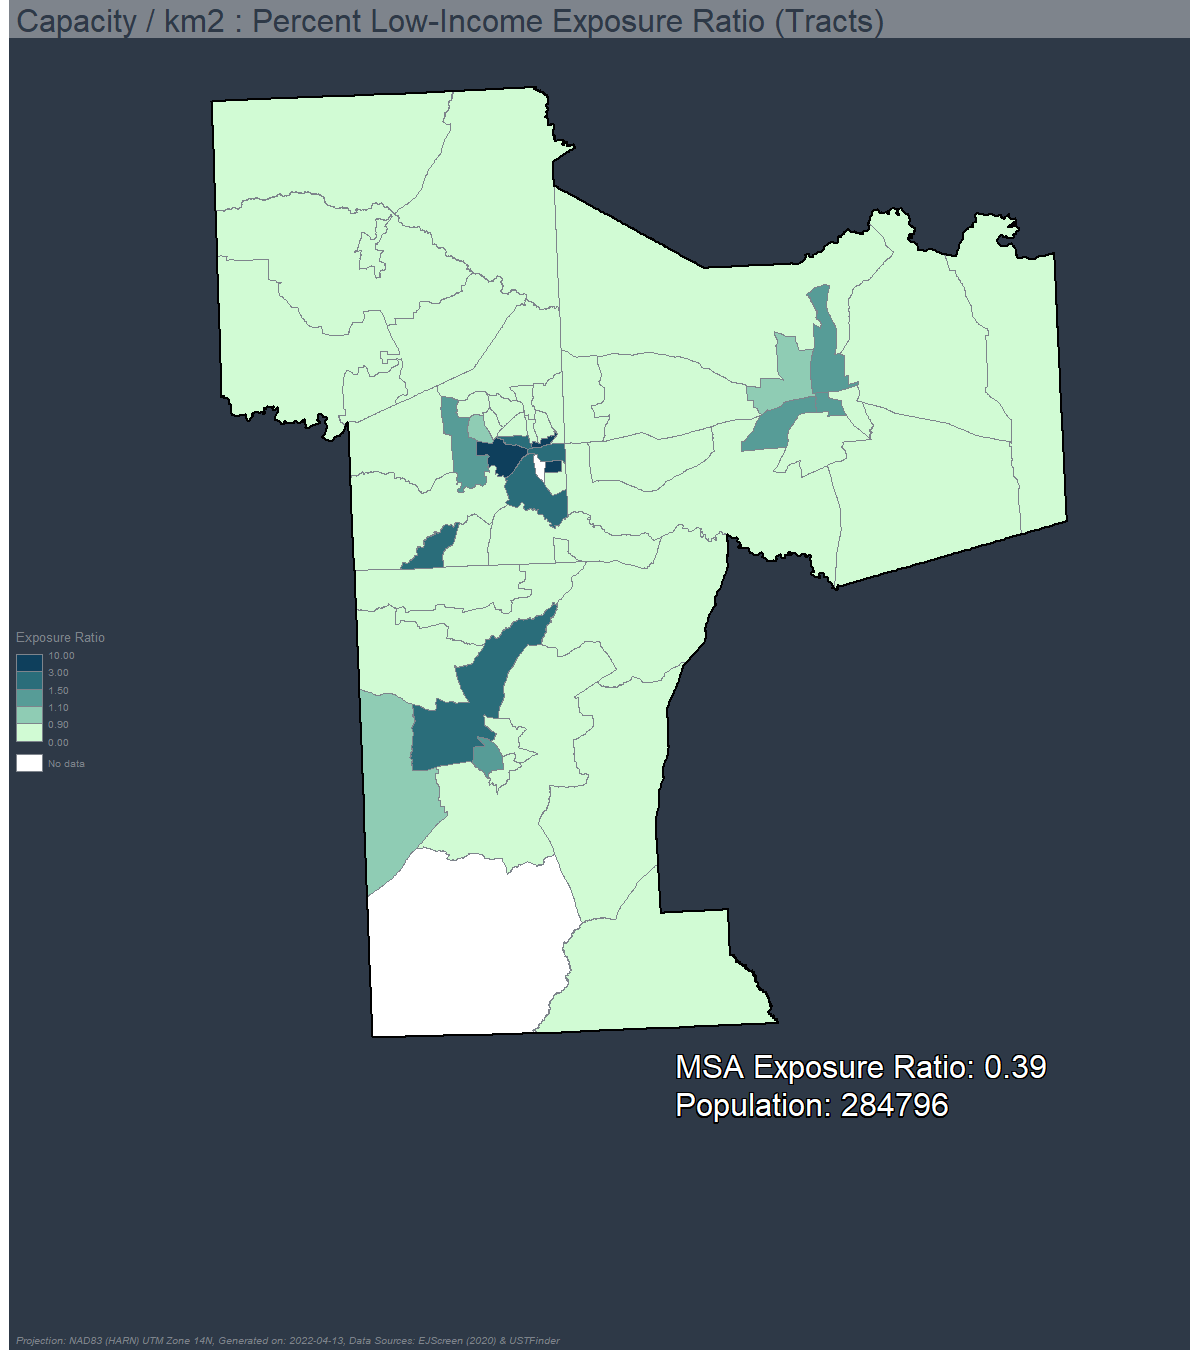 Capacity / km2 : Percent Low-Income Exposure Ratio (Tracts)
Exposure Ratio
10.00
3.00
1.50
1.10
0.90
0.00
No data
MSA Exposure Ratio: 0.39
Population: 284796
Projection: NAD83 (HARN) UTM Zone 14N, Generated on: 2022-04-13, Data Sources: EJScreen (2020) & USTFinder